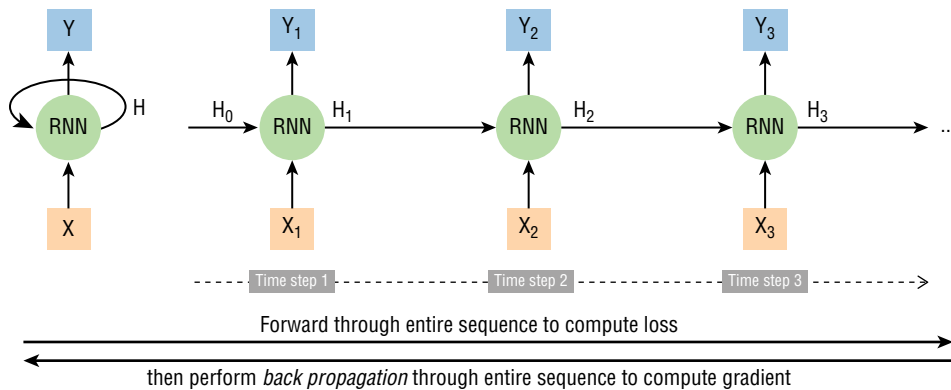 Y Y₁ Y₂ Y₃
H H₀ H₁ H₂ H₃
RNN RNN RNN RNN ...
X X₁ X₂ X₃
Time step 1 Time step 2 Time step 3
Forward through entire sequence to compute loss
then perform back propagation through entire sequence to compute gradient